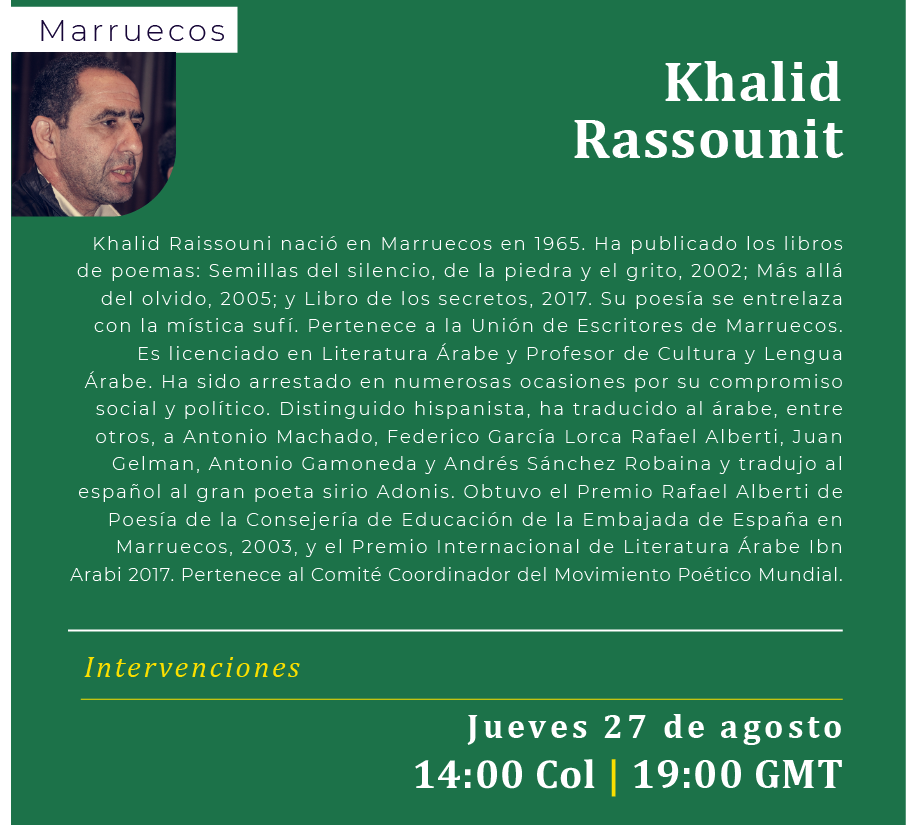 Marruecos
Khalid
Rassounit
Khalid Raissouni nació en Marruecos en 1965. Ha publicado los libros
de poemas: Semillas del silencio, de la piedra y el grito, 2002; Más allá
del olvido, 2005; y Libro de los secretos, 2017. Su poesía se entrelaza
con la mística sufí. Pertenece a la Unión de Escritores de Marruecos.
Es licenciado en Literatura Árabe y Profesor de Cultura y Lengua
Árabe. Ha sido arrestado en numerosas ocasiones por su compromiso
social y político. Distinguido hispanista, ha traducido al árabe, entre
otros, a Antonio Machado, Federico García Lorca Rafael Alberti, Juan
Gelman, Antonio Gamoneda y Andrés Sánchez Robaina y tradujo al
español al gran poeta sirio Adonis. Obtuvo el Premio Rafael Alberti de
Poesía de la Consejería de Educación de la Embajada de España en
Marruecos, 2003, y el Premio Internacional de Literatura Árabe Ibn
Arabi 2017. Pertenece al Comité Coordinador del Movimiento Poético Mundial.
Intervenciones
Jueves 27 de agosto
14:00 Col | 19:00 GMT